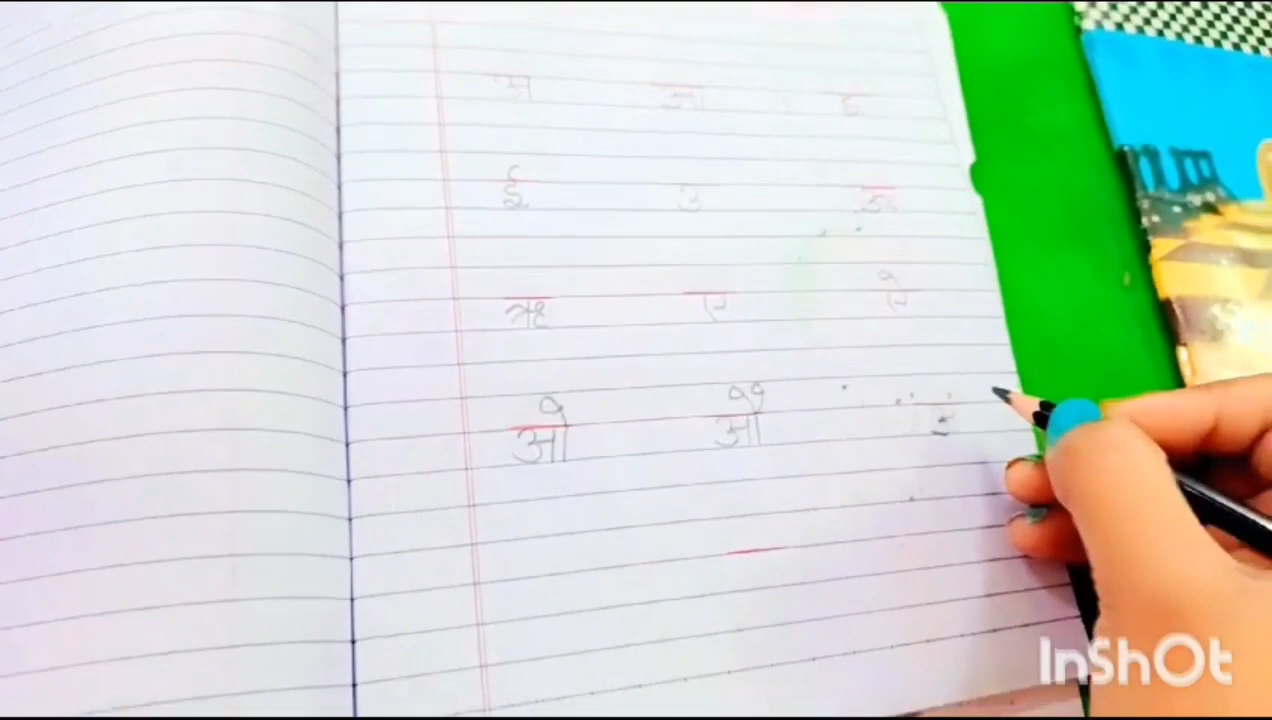 अ आ इ
ई उ ऊ
ऋ ए ऐ
ओ औ
InShOt